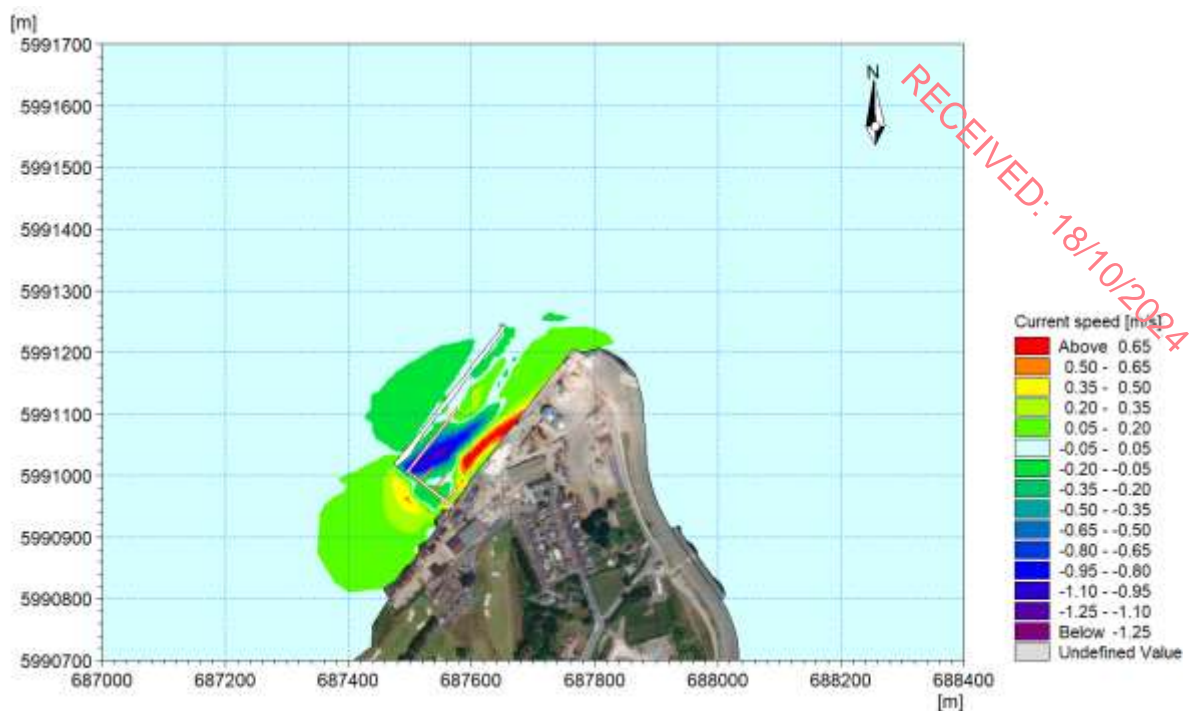 [m]
5991700
5991600
5991500
5991400
5991300
5991200
5991100
5991000
5990900
5990800
5990700
687000 687200 687400 687600 687800 688000 688200 688400
[m]
N
RECEIVED: 18/10/2024
Current speed [m/s]
Above 0.65
0.50 - 0.65
0.35 - 0.50
0.20 - 0.35
0.05 - 0.20
-0.05 - 0.05
-0.20 - -0.05
-0.35 - -0.20
-0.50 - -0.35
-0.65 - -0.50
-0.80 - -0.65
-0.95 - -0.80
-1.10 - -0.95
-1.25 - -1.10
Below -1.25
Undefined Value